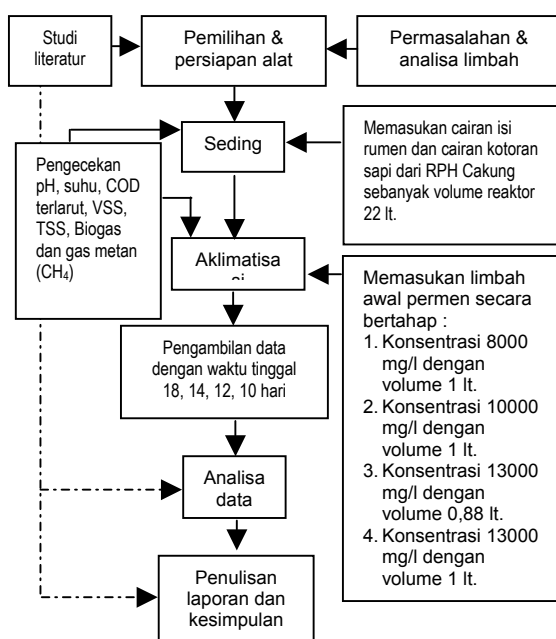 Studi
literatur
Pemilihan &
persiapan alat
Permasalahan &
analisa limbah
Seding
Memasukan cairan isi
rumen dan cairan kotoran
sapi dari RPH Cakung
sebanyak volume reaktor
22 lt.
Pengecekan
pH, suhu, COD
terlarut, VSS,
TSS, Biogas
dan gas metan
(CH₄)
Aklimatisa
si
Memasukan limbah
awal permen secara
bertahap :
1. Konsentrasi 8000
mg/l dengan
volume 1 lt.
2. Konsentrasi 10000
mg/l dengan
volume 1 lt.
3. Konsentrasi 13000
mg/l dengan
volume 0,88 lt.
4. Konsentrasi 13000
mg/l dengan
volume 1 lt.
Pengambilan data
dengan waktu tinggal
18, 14, 12, 10 hari
Analisa
data
Penulisan
laporan dan
kesimpulan